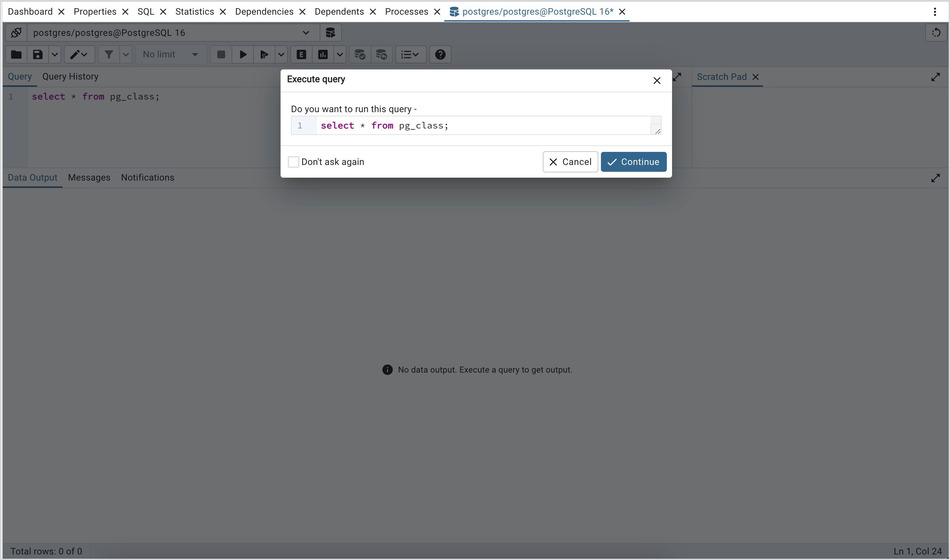 Dashboard Properties SQL Statistics Dependencies Dependents Processes postgres/postgres@PostgreSQL 16*
postgres/postgres@PostgreSQL 16
No limit E
Query Query History Scratch Pad
1 select * from pg_class;
Execute query
Do you want to run this query -
1 select * from pg_class;
Don't ask again Cancel Continue
Data Output Messages Notifications
No data output. Execute a query to get output.
Total rows: 0 of 0 Ln 1, Col 24